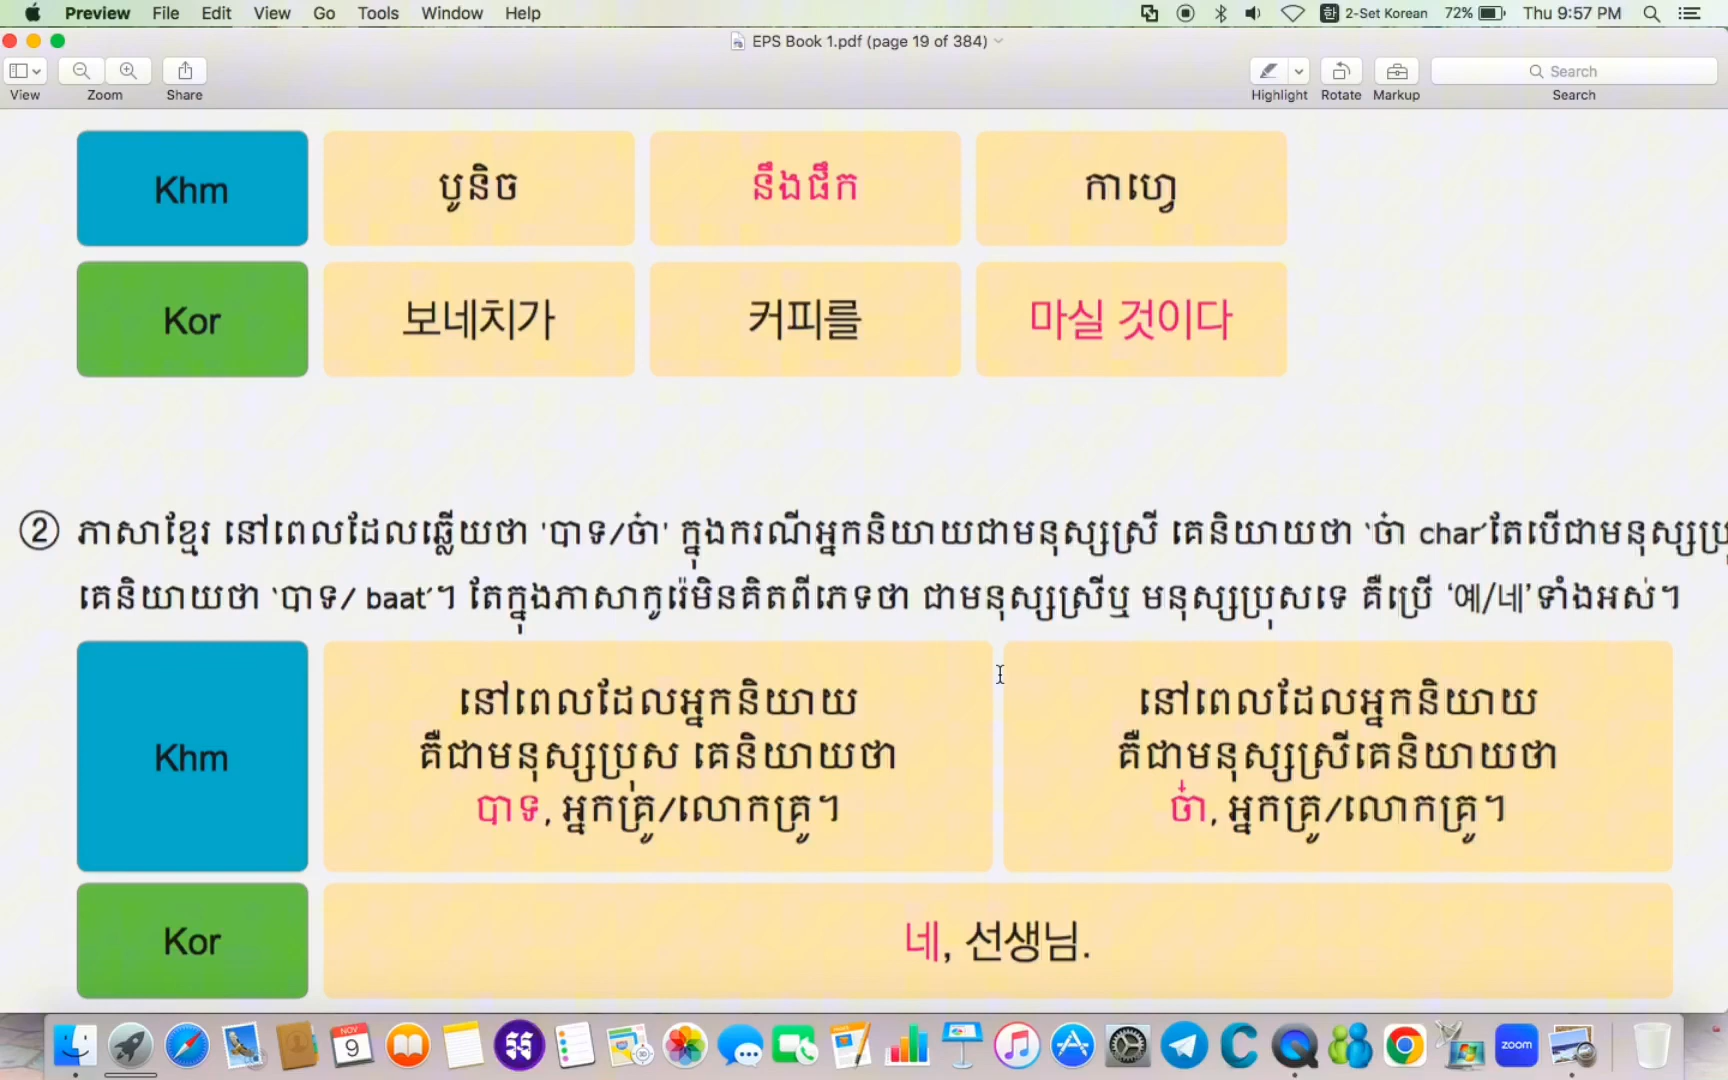 Preview File Edit View Go Tools Window Help 2-Set Korean 72% Thu 9:57 PM
EPS Book 1.pdf (page 19 of 384)
View Zoom Share Highlight Rotate Markup Search
Search
Khm បូនិច នឹងផឹក កាហ្វេ
Kor 보네치가 커피를 마실 것이다
② ភាសាខ្មែរ នៅពេលដែលឆ្លើយថា 'បាទ/ចា៎' ក្នុងករណីអ្នកនិយាយជាមនុស្សស្រី គេនិយាយថា 'ចា៎ char'តែបើជាមនុស្សប្រុ
គេនិយាយថា 'បាទ/ baat'។ តែក្នុងភាសាកូរ៉េមិនគិតពីភេទថា ជាមនុស្សស្រីឬ មនុស្សប្រុសទេ គឺប្រើ '예/네'ទាំងអស់។
Khm
នៅពេលដែលអ្នកនិយាយ
គឺជាមនុស្សប្រុស គេនិយាយថា
បាទ, អ្នកគ្រូ/លោកគ្រូ។
នៅពេលដែលអ្នកនិយាយ
គឺជាមនុស្សស្រីគេនិយាយថា
ចា៎, អ្នកគ្រូ/លោកគ្រូ។
Kor 네, 선생님.
NOV
9
zoom